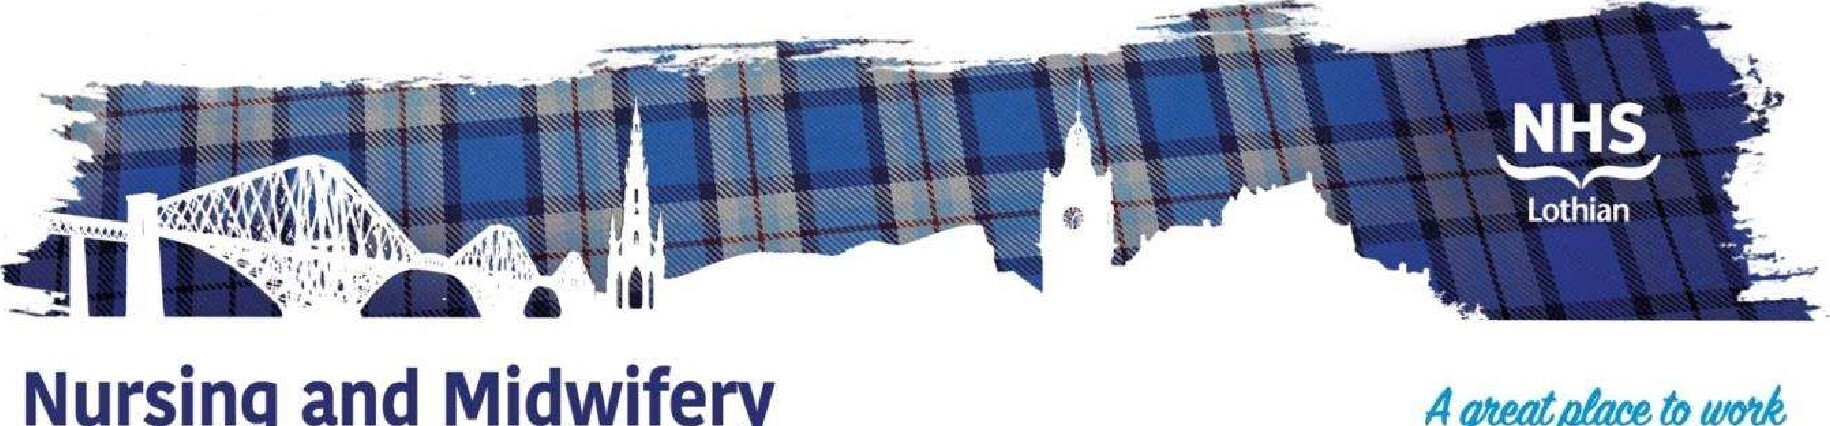 NHS
Lothian
Nursing and Midwifery
A great place to work